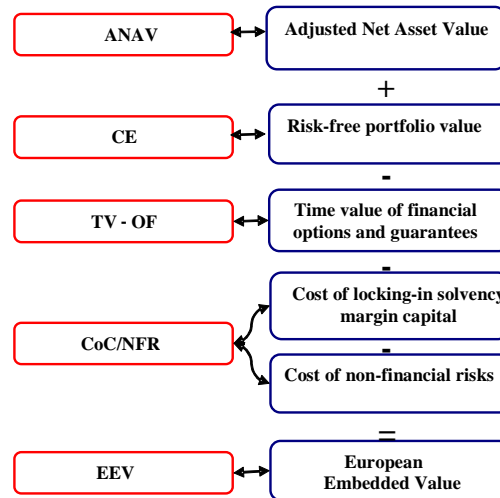 ANAV
Adjusted Net Asset Value
+
CE
Risk-free portfolio value
-
TV - OF
Time value of financial
options and guarantees
-
Cost of locking-in solvency
margin capital
CoC/NFR
-
Cost of non-financial risks
=
EEV
European
Embedded Value